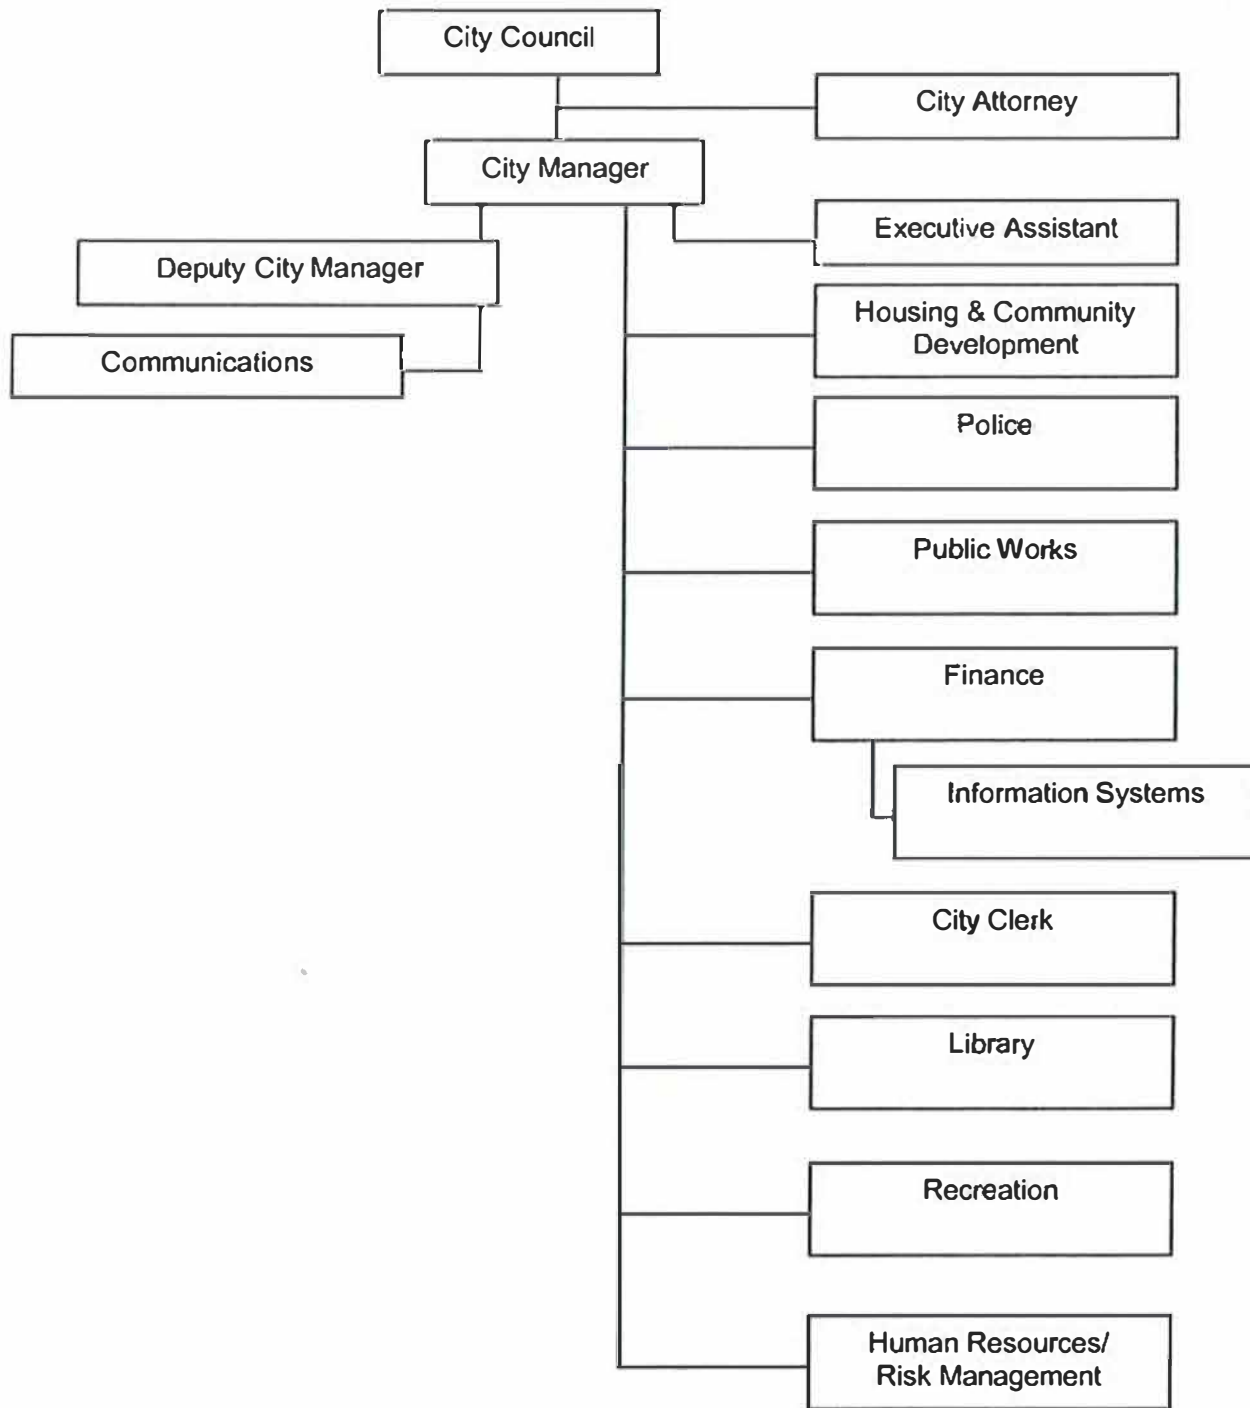 City Council
City Attorney
City Manager
Executive Assistant
Deputy City Manager
Housing & Community
Development
Communications
Police
Public Works
Finance
Information Systems
City Clerk
Library
Recreation
Human Resources/
Risk Management